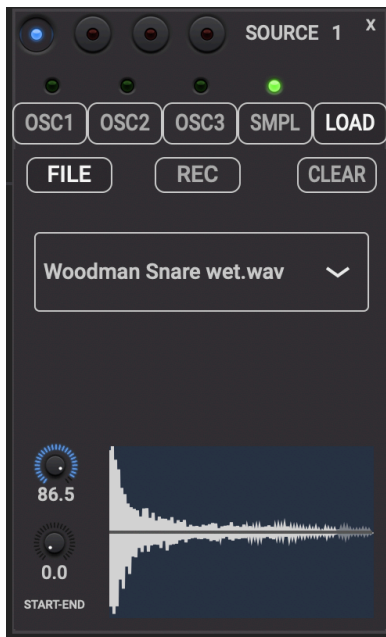 SOURCE 1 X
OSC1 OSC2 OSC3 SMPL LOAD
FILE REC CLEAR
Woodman Snare wet.wav
86.5
0.0
START-END